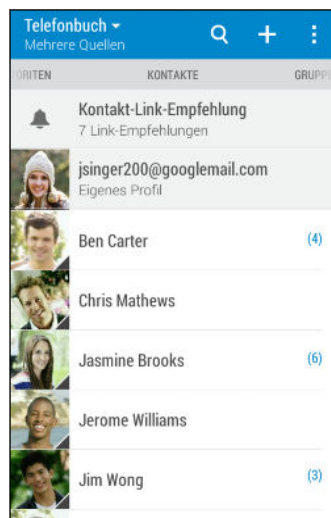 Telefonbuch
Mehrere Quellen
ORITEN KONTAKTE GRUPP
Kontakt-Link-Empfehlung
7 Link-Empfehlungen
jsinger200@googlemail.com
Eigenes Profil
Ben Carter (4)
Chris Mathews
Jasmine Brooks (6)
Jerome Williams
Jim Wong (3)